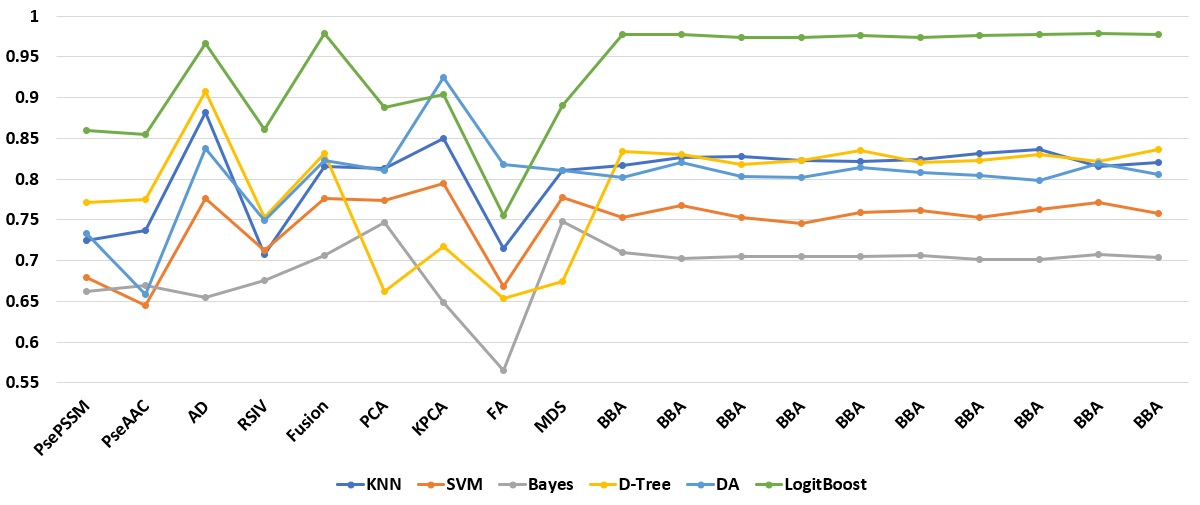 1
0.95
0.9
0.85
0.8
0.75
0.7
0.65
0.6
0.55
PsePSSM
PseAAC
AD
RSIV
Fusion
PCA
KPCA
FA
MDS
BBA
BBA
BBA
BBA
BBA
BBA
BBA
BBA
BBA
BBA
KNN SVM Bayes D-Tree DA LogitBoost